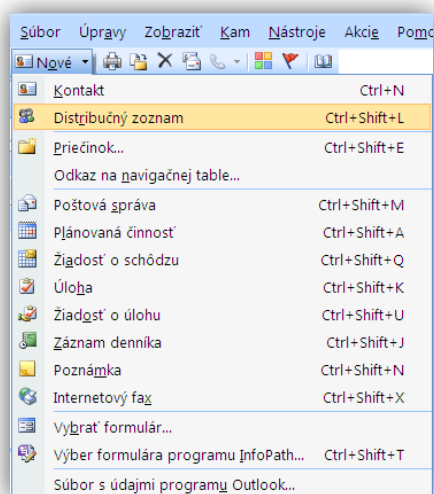 Súbor Úpravy Zobraziť Kam Nástroje Akcie
Nové
Kontakt Ctrl+N
Distribučný zoznam Ctrl+Shift+L
Priečinok... Ctrl+Shift+E
Odkaz na navigačnej table...
Poštová správa Ctrl+Shift+M
Plánovaná činnosť Ctrl+Shift+A
Žiadosť o schôdzu Ctrl+Shift+Q
Úloha Ctrl+Shift+K
Žiadosť o úlohu Ctrl+Shift+U
Záznam denníka Ctrl+Shift+J
Poznámka Ctrl+Shift+N
Internetový fax Ctrl+Shift+X
Vybrať formulár...
Výber formulára programu InfoPath... Ctrl+Shift+T
Súbor s údajmi programu Outlook...